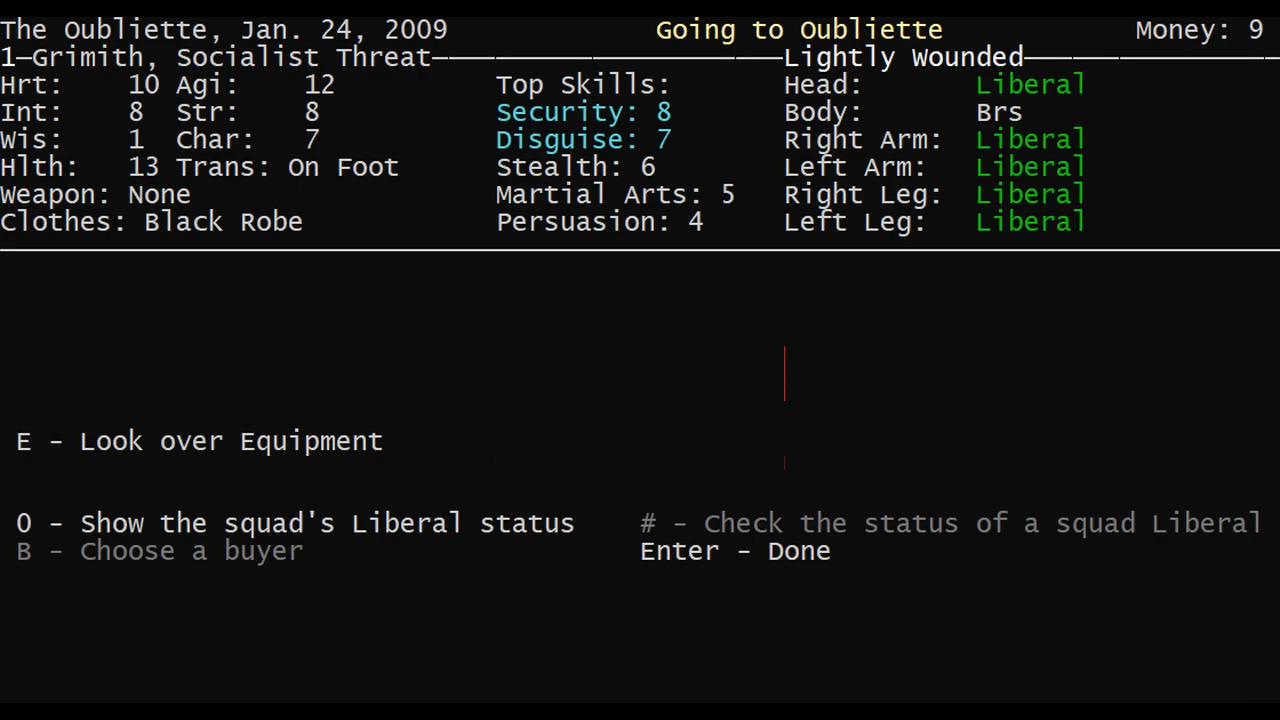 The Oubliette, Jan. 24, 2009 Going to Oubliette Money: 9
1—Grimith, Socialist Threat Lightly Wounded
Hrt: 10 Agi: 12 Top Skills: Head: Liberal
Int: 8 Str: 8 Security: 8 Body: Brs
Wis: 1 Char: 7 Disguise: 7 Right Arm: Liberal
Hlth: 13 Trans: On Foot Stealth: 6 Left Arm: Liberal
Weapon: None Martial Arts: 5 Right Leg: Liberal
Clothes: Black Robe Persuasion: 4 Left Leg: Liberal
E - Look over Equipment
O - Show the squad's Liberal status # - Check the status of a squad Liberal
B - Choose a buyer Enter - Done